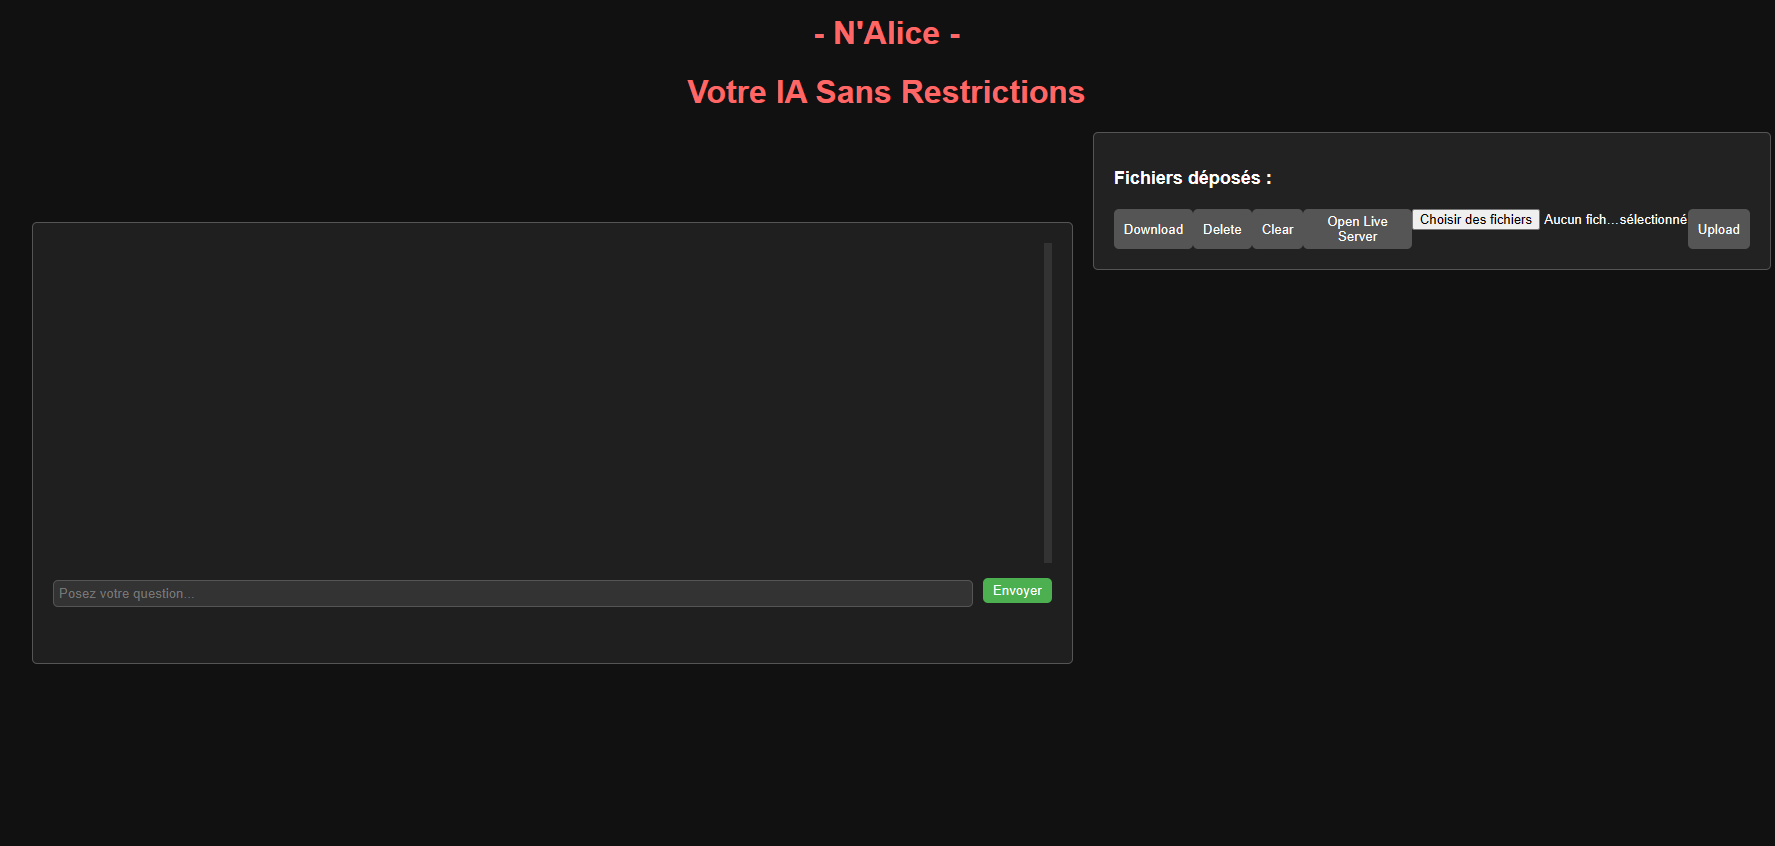 - N'Alice -
Votre IA Sans Restrictions
Fichiers déposés :
Download Delete Clear Open Live Server Choisir des fichiers Aucun fich...sélectionné Upload
Posez votre question... Envoyer